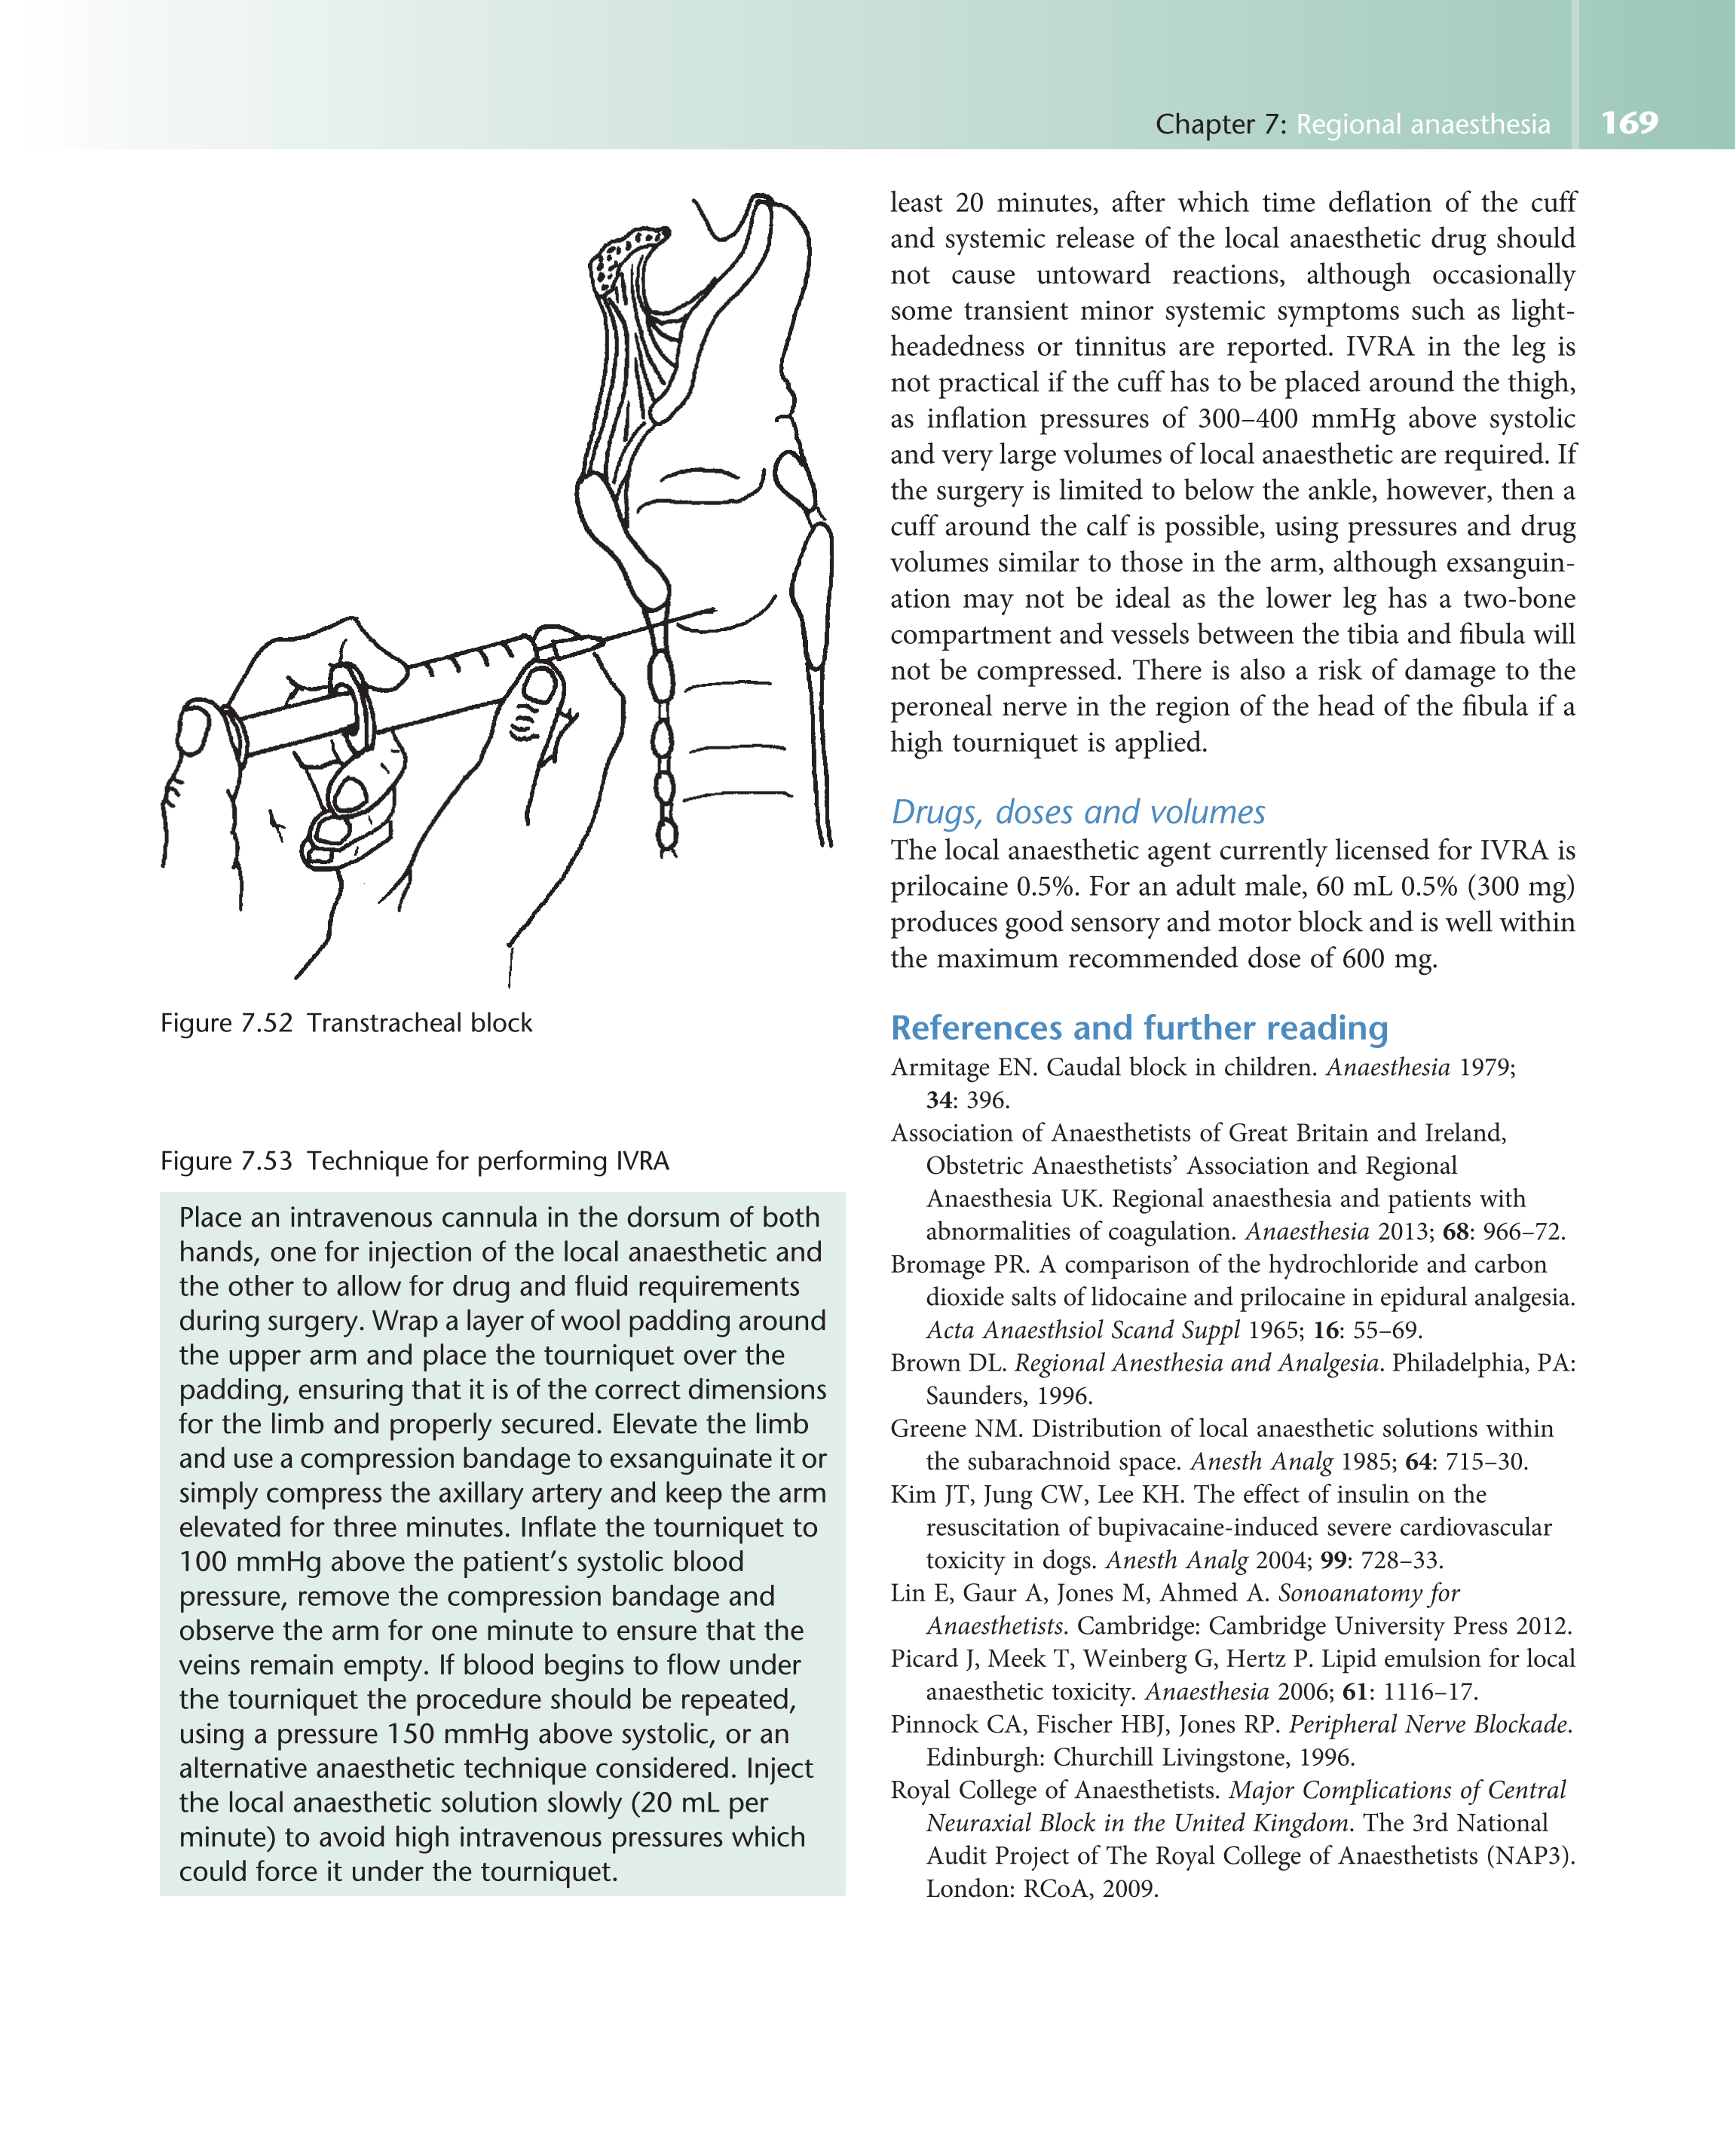 Chapter 7: Regional anaesthesia 169
Figure 7.52 Transtracheal block
Figure 7.53 Technique for performing IVRA
Place an intravenous cannula in the dorsum of both
hands, one for injection of the local anaesthetic and
the other to allow for drug and fluid requirements
during surgery. Wrap a layer of wool padding around
the upper arm and place the tourniquet over the
padding, ensuring that it is of the correct dimensions
for the limb and properly secured. Elevate the limb
and use a compression bandage to exsanguinate it or
simply compress the axillary artery and keep the arm
elevated for three minutes. Inflate the tourniquet to
100 mmHg above the patient's systolic blood
pressure, remove the compression bandage and
observe the arm for one minute to ensure that the
veins remain empty. If blood begins to flow under
the tourniquet the procedure should be repeated,
using a pressure 150 mmHg above systolic, or an
alternative anaesthetic technique considered. Inject
the local anaesthetic solution slowly (20 mL per
minute) to avoid high intravenous pressures which
could force it under the tourniquet.
least 20 minutes, after which time deflation of the cuff
and systemic release of the local anaesthetic drug should
not cause untoward reactions, although occasionally
some transient minor systemic symptoms such as light-
headedness or tinnitus are reported. IVRA in the leg is
not practical if the cuff has to be placed around the thigh,
as inflation pressures of 300–400 mmHg above systolic
and very large volumes of local anaesthetic are required. If
the surgery is limited to below the ankle, however, then a
cuff around the calf is possible, using pressures and drug
volumes similar to those in the arm, although exsanguin-
ation may not be ideal as the lower leg has a two-bone
compartment and vessels between the tibia and fibula will
not be compressed. There is also a risk of damage to the
peroneal nerve in the region of the head of the fibula if a
high tourniquet is applied.
Drugs, doses and volumes
The local anaesthetic agent currently licensed for IVRA is
prilocaine 0.5%. For an adult male, 60 mL 0.5% (300 mg)
produces good sensory and motor block and is well within
the maximum recommended dose of 600 mg.
References and further reading
Armitage EN. Caudal block in children. Anaesthesia 1979;
34: 396.
Association of Anaesthetists of Great Britain and Ireland,
Obstetric Anaesthetists' Association and Regional
Anaesthesia UK. Regional anaesthesia and patients with
abnormalities of coagulation. Anaesthesia 2013; 68: 966–72.
Bromage PR. A comparison of the hydrochloride and carbon
dioxide salts of lidocaine and prilocaine in epidural analgesia.
Acta Anaesthsiol Scand Suppl 1965; 16: 55–69.
Brown DL. Regional Anesthesia and Analgesia. Philadelphia, PA:
Saunders, 1996.
Greene NM. Distribution of local anaesthetic solutions within
the subarachnoid space. Anesth Analg 1985; 64: 715–30.
Kim JT, Jung CW, Lee KH. The effect of insulin on the
resuscitation of bupivacaine-induced severe cardiovascular
toxicity in dogs. Anesth Analg 2004; 99: 728–33.
Lin E, Gaur A, Jones M, Ahmed A. Sonoanatomy for
Anaesthetists. Cambridge: Cambridge University Press 2012.
Picard J, Meek T, Weinberg G, Hertz P. Lipid emulsion for local
anaesthetic toxicity. Anaesthesia 2006; 61: 1116–17.
Pinnock CA, Fischer HBJ, Jones RP. Peripheral Nerve Blockade.
Edinburgh: Churchill Livingstone, 1996.
Royal College of Anaesthetists. Major Complications of Central
Neuraxial Block in the United Kingdom. The 3rd National
Audit Project of The Royal College of Anaesthetists (NAP3).
London: RCoA, 2009.